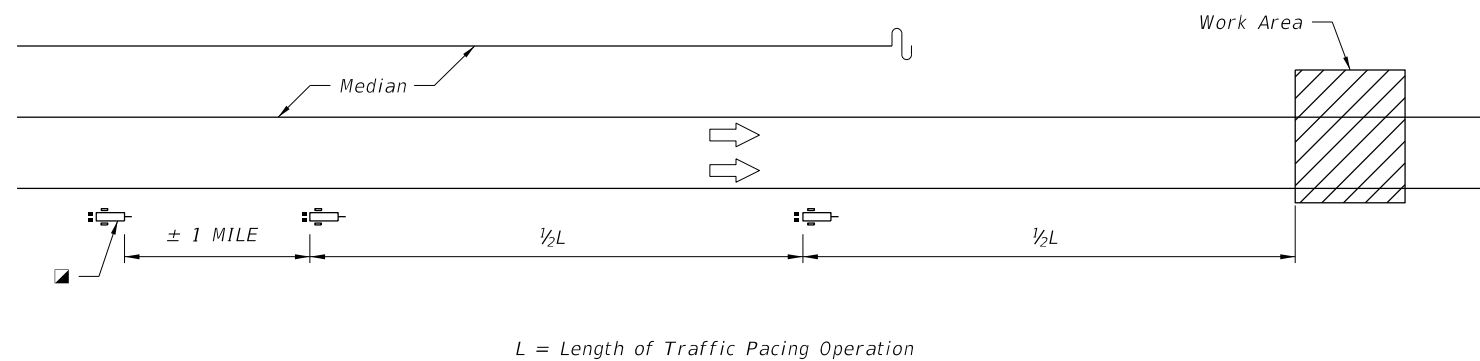 Work Area
Median
± 1 MILE
½L
½L
L = Length of Traffic Pacing Operation